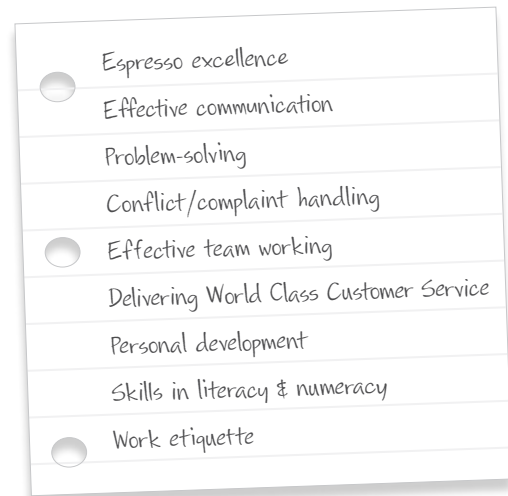 Espresso excellence
Effective communication
Problem-solving
Conflict/complaint handling
Effective team working
Delivering World Class Customer Service
Personal development
Skills in literacy & numeracy
Work etiquette